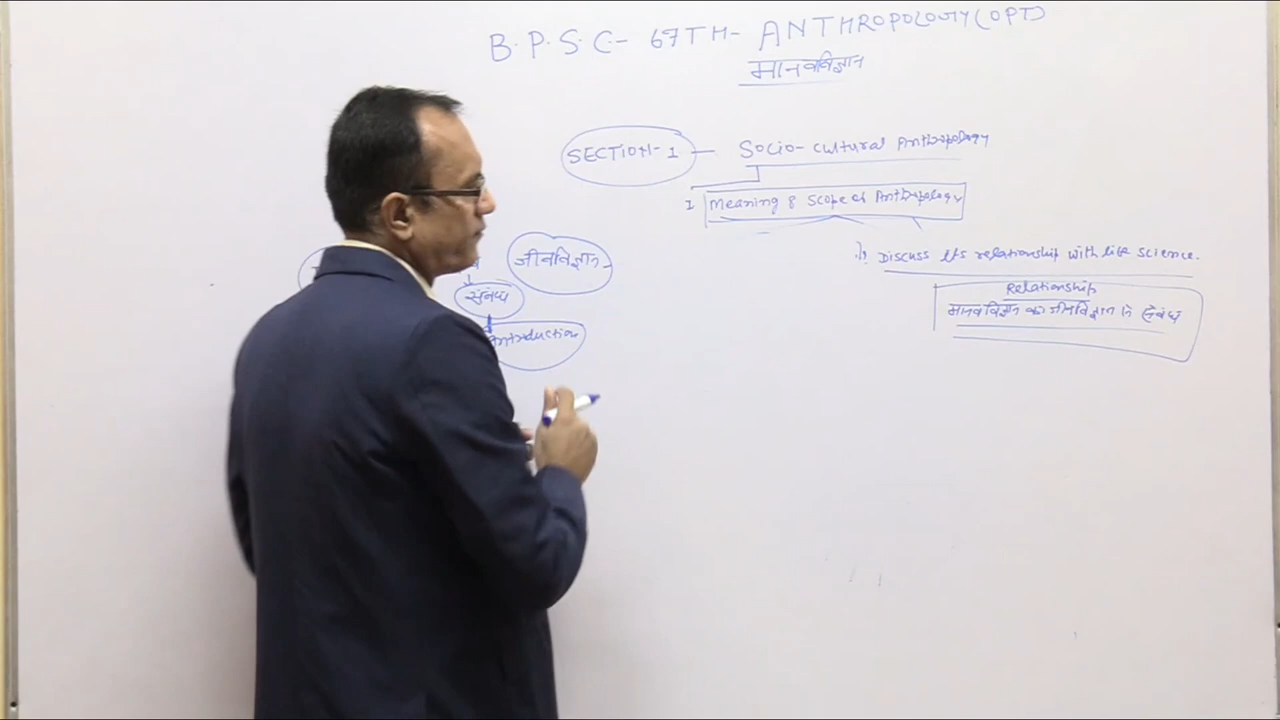 B.P.S.C- 67TH- ANTHROPOLOGY(OPT)
मानवविज्ञान
SECTION-1 — Socio-cultural Anthropology
1 Meaning & Scope of Anthropology
Discuss Its relationship with life science.
जीवविज्ञान
संबंध
Introduction
Relationship
मानवविज्ञान का जीवविज्ञान से संबंध